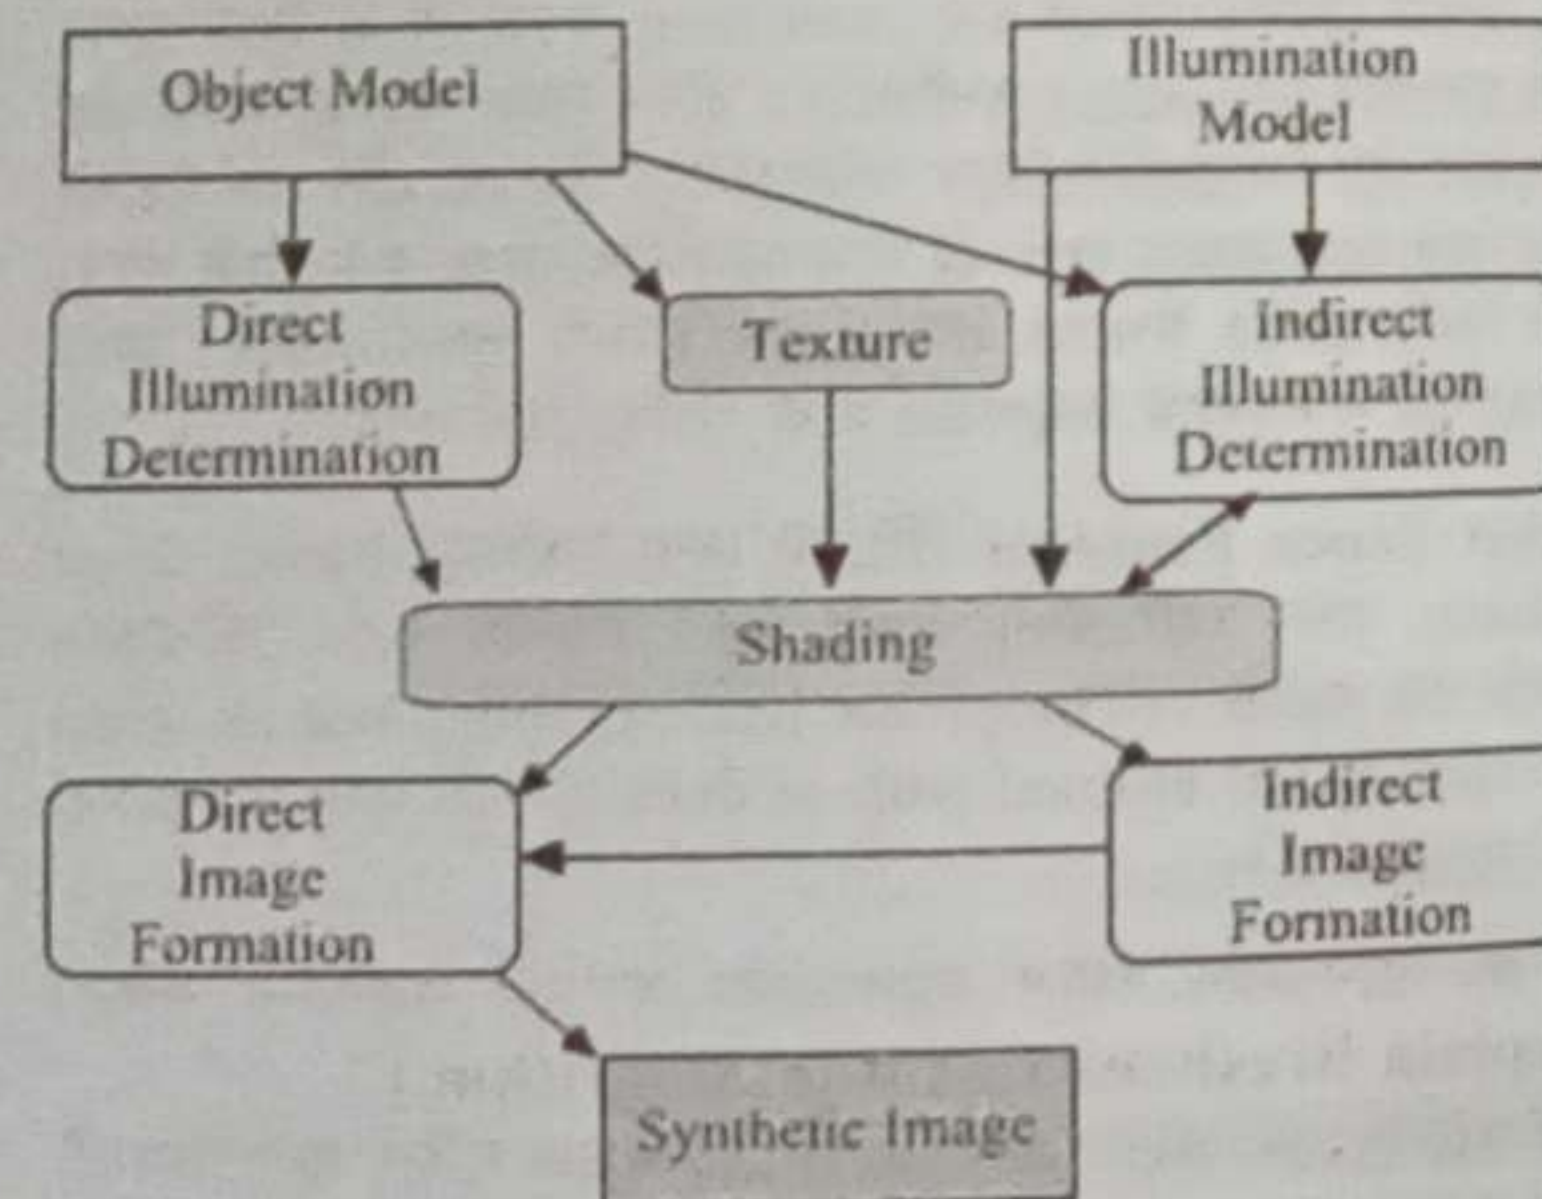 Object Model
Illumination
Model
Direct
Illumination
Determination
Texture
Indirect
Illumination
Determination
Shading
Direct
Image
Formation
Indirect
Image
Formation
Synthetic Image